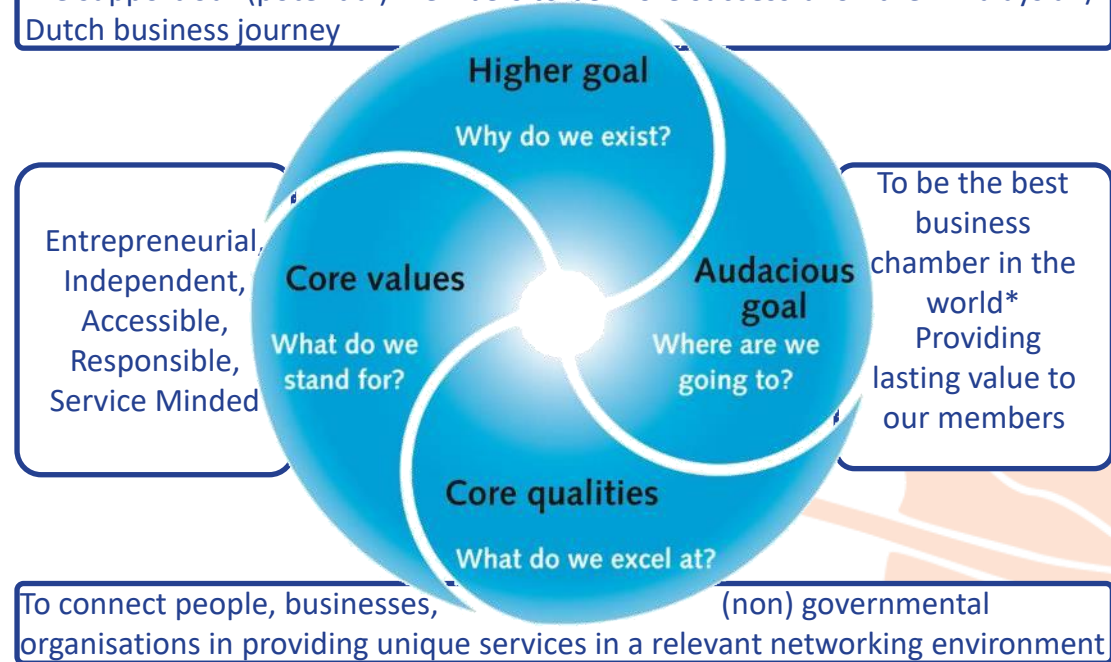 Dutch business journey
Higher goal
Why do we exist?
Entrepreneurial,
Independent,
Accessible,
Responsible,
Service Minded
Core values
What do we
stand for?
Audacious
goal
Where are we
going to?
To be the best
business
chamber in the
world*
Providing
lasting value to
our members
Core qualities
What do we excel at?
To connect people, businesses, (non) governmental
organisations in providing unique services in a relevant networking environment